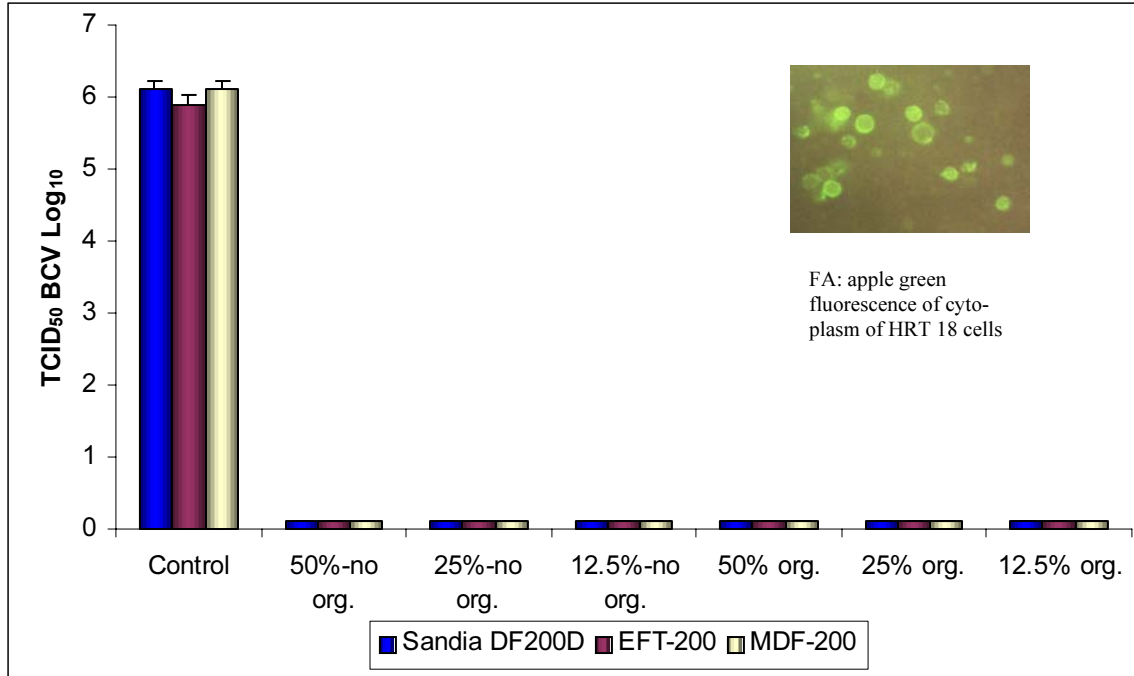 7
6
5
4
3
2
1
0
TCID₅₀ BCV Log₁₀
FA: apple green
fluorescence of cyto-
plasm of HRT 18 cells
Control
50%-no
org.
25%-no
org.
12.5%-no
org.
50% org.
25% org.
12.5% org.
Sandia DF200D EFT-200 MDF-200